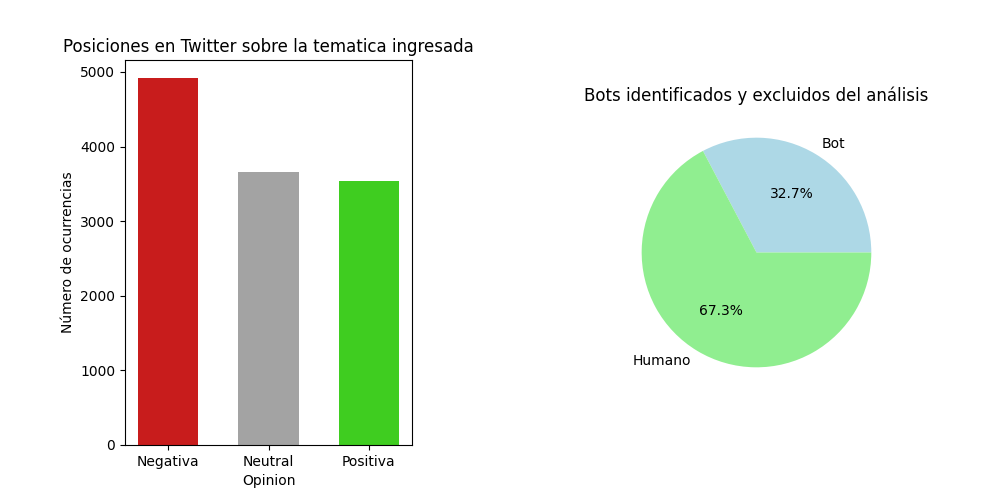 Posiciones en Twitter sobre la tematica ingresada
Número de ocurrencias
5000
4000
3000
2000
1000
0
Negativa
Neutral
Positiva
Opinion
Bots identificados y excluidos del análisis
Bot
32.7%
67.3%
Humano